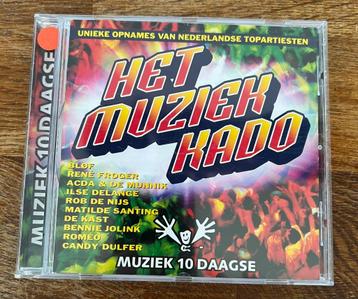 UNIEKE OPNAMES VAN NEDERLANDSE TOPARTIESTEN
HET
MUZIEK
KADO
BLØF
RENÉ FROGER
ACDA & DE MUNNIK
ILSE DELANGE
ROB DE NIJS
MATHILDE SANTING
DE KAST
BENNIE JOLINK
ROMEO
CANDY DULFER
MUZIEK 10 DAAGSE
MUZIEK 10 DAAGSE